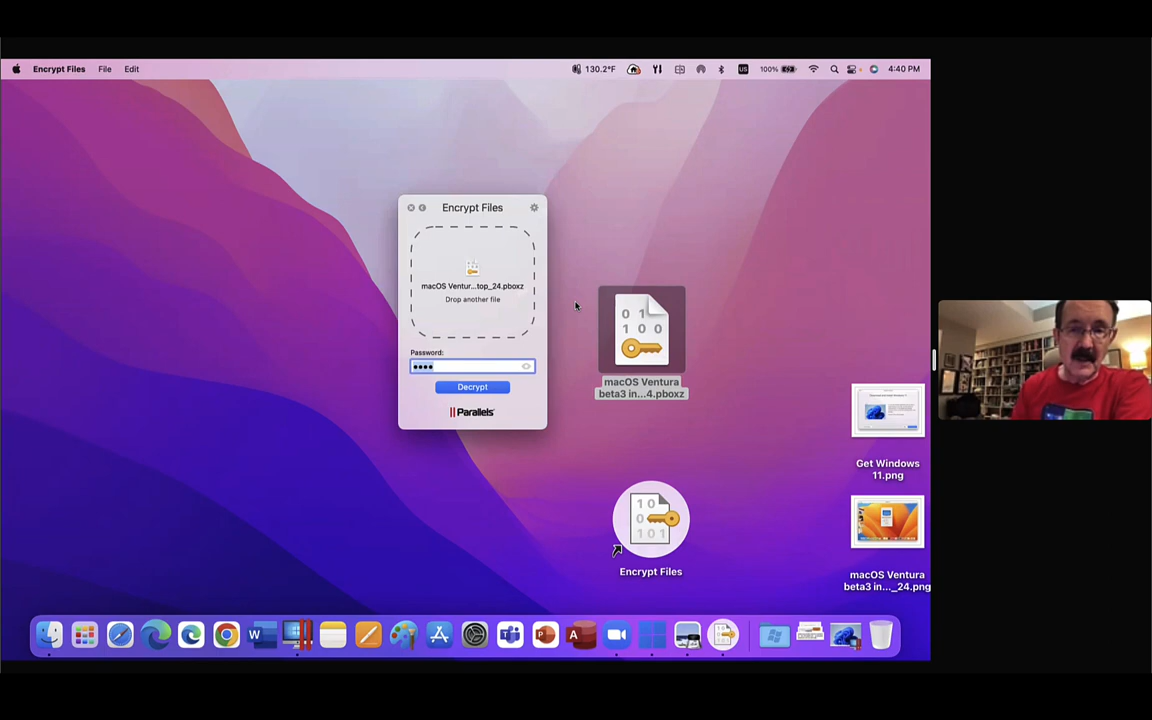 Encrypt Files File Edit 130.2°F US 100% 4:40 PM
Encrypt Files
macOS Ventur...top_24.pboxz
Drop another file
Password:
Decrypt
Parallels
0 1
1 0 0
macOS Ventura
beta3 in...4.pboxz
1 0
0
1 0 1
Encrypt Files
Get Windows
11.png
macOS Ventura
beta3 in..._24.png
W P A